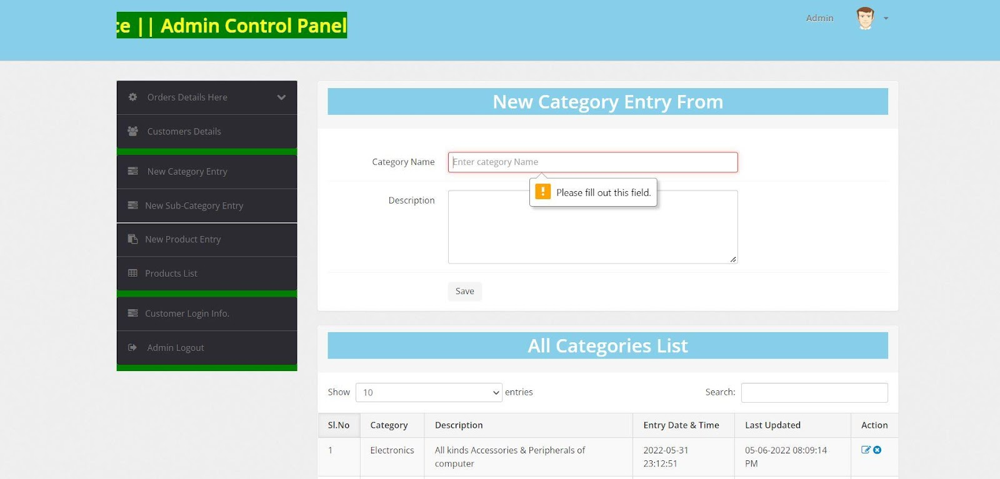 || Admin Control Panel
Admin
Orders Details Here
Customers Details
New Category Entry
New Sub-Category Entry
New Product Entry
Products List
Customer Login Info.
Admin Logout
New Category Entry From
Category Name
Enter category Name
Please fill out this field.
Description
Save
All Categories List
Show 10 entries
Search:
Sl.No Category Description Entry Date & Time Last Updated Action
1 Electronics All kinds Accessories & Peripherals of 2022-05-31 05-06-2022 08:09:14
computer 23:12:51 PM